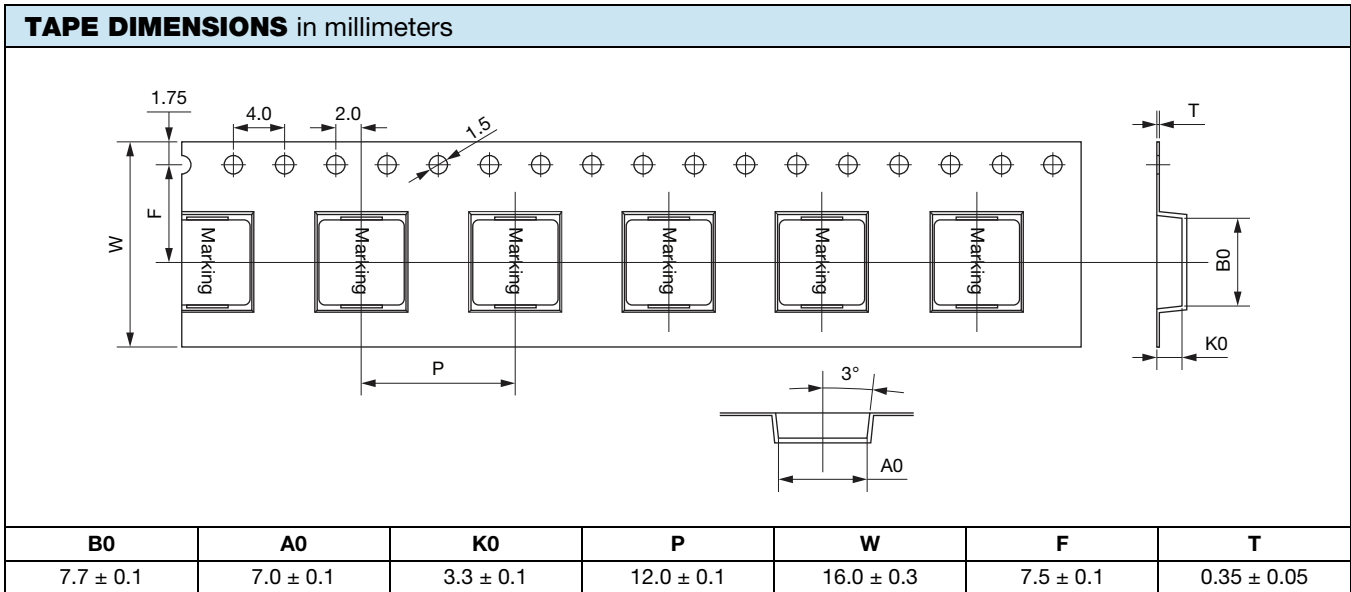 TAPE DIMENSIONS in millimeters
1.75
4.0
2.0
1.5
T
F
W
Marking
Marking
Marking
Marking
Marking
Marking
B0
K0
P
3°
A0
B0 A0 K0 P W F T
7.7 ± 0.1 7.0 ± 0.1 3.3 ± 0.1 12.0 ± 0.1 16.0 ± 0.3 7.5 ± 0.1 0.35 ± 0.05